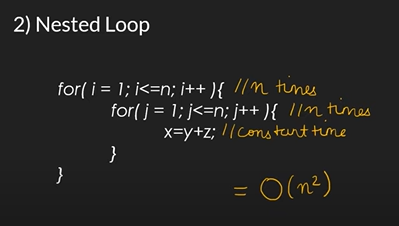 2) Nested Loop
for( i = 1; i<=n; i++ ){ //n times
for( j = 1; j<=n; j++ ){ //n times
x=y+z; //constant time
}
}
= O(n²)